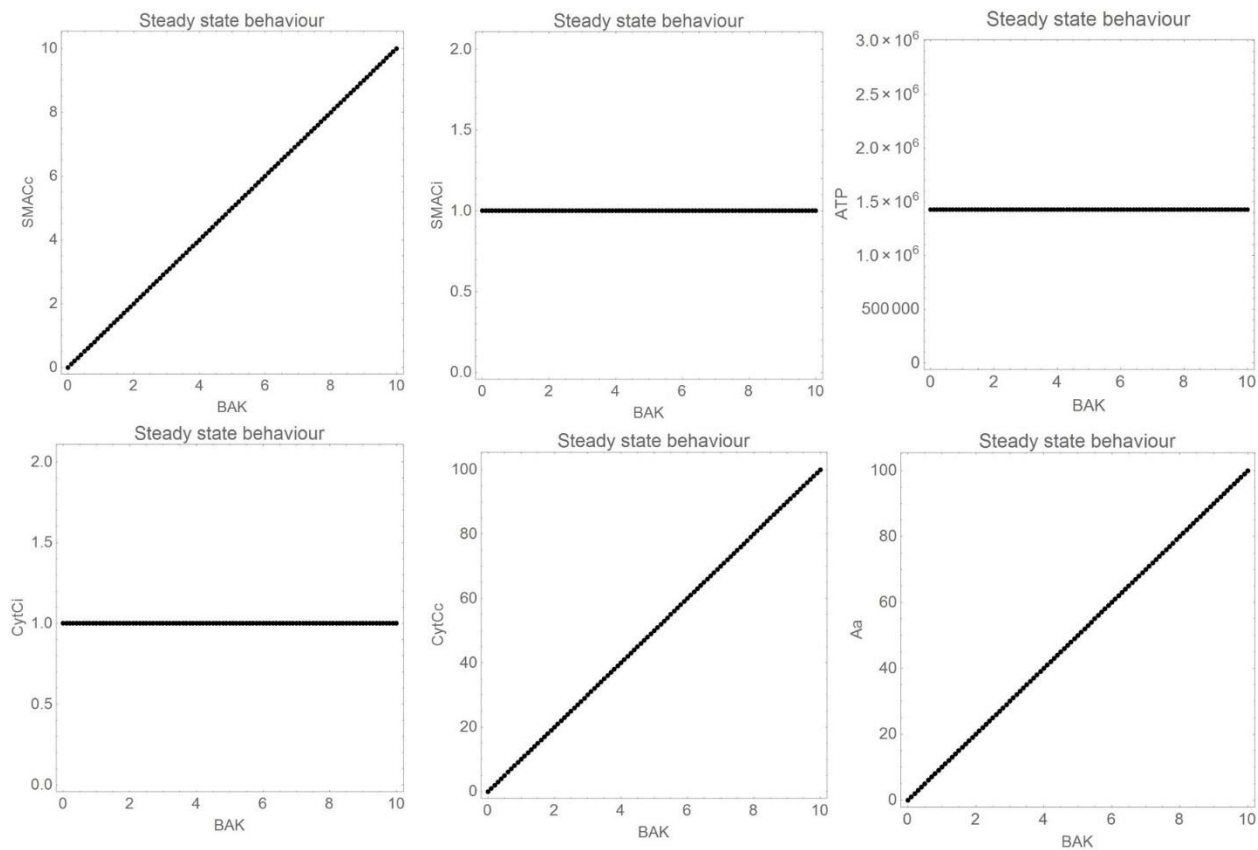 Steady state behaviour
10
8
6
4
2
0
SMACc
0 2 4 6 8 10
BAK
Steady state behaviour
2.0
1.5
1.0
0.5
0.0
SMACi
0 2 4 6 8 10
BAK
Steady state behaviour
3.0 × 10⁶
2.5 × 10⁶
2.0 × 10⁶
1.5 × 10⁶
1.0 × 10⁶
500 000
0
ATP
0 2 4 6 8 10
BAK
Steady state behaviour
2.0
1.5
1.0
0.5
0.0
CytCi
0 2 4 6 8 10
BAK
Steady state behaviour
100
80
60
40
20
0
CytCc
0 2 4 6 8 10
BAK
Steady state behaviour
100
80
60
40
20
0
Aa
0 2 4 6 8 10
BAK